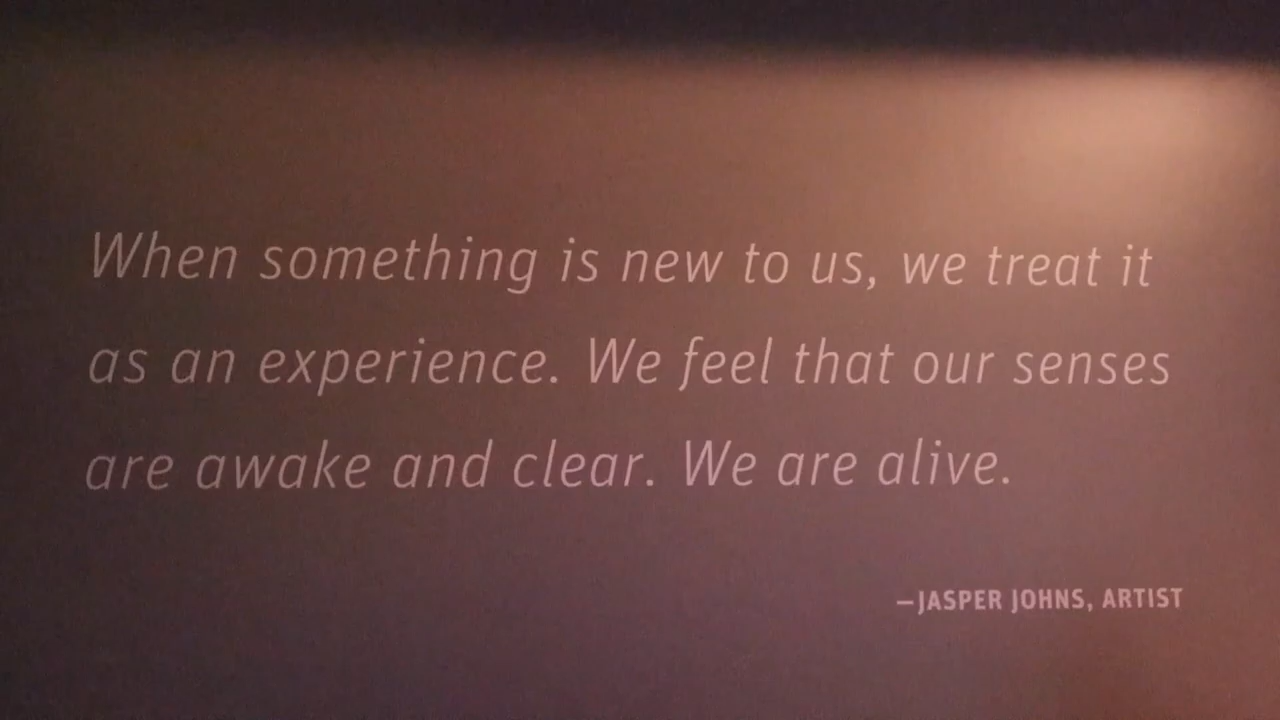 When something is new to us, we treat it
as an experience. We feel that our senses
are awake and clear. We are alive.
—JASPER JOHNS, ARTIST